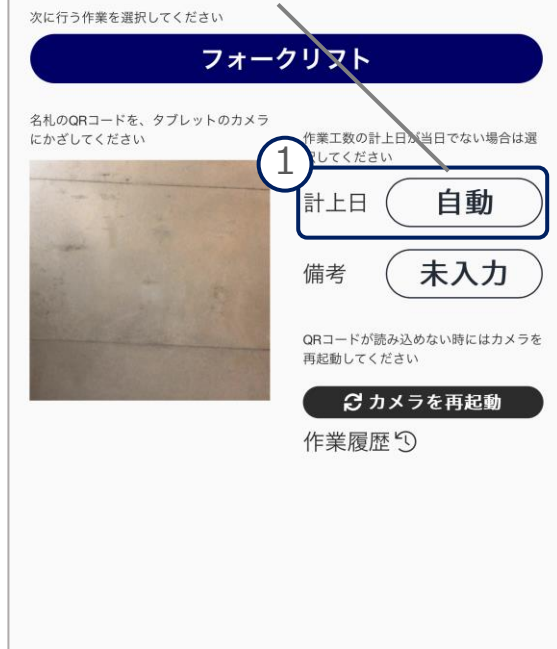 次に行う作業を選択してください
フォークリフト
名札のQRコードを、タブレットのカメラ
にかざしてください
作業工数の計上日が当日でない場合は選
択してください
1
計上日
自動
備考
未入力
QRコードが読み込めない時にはカメラを
再起動してください
カメラを再起動
作業履歴